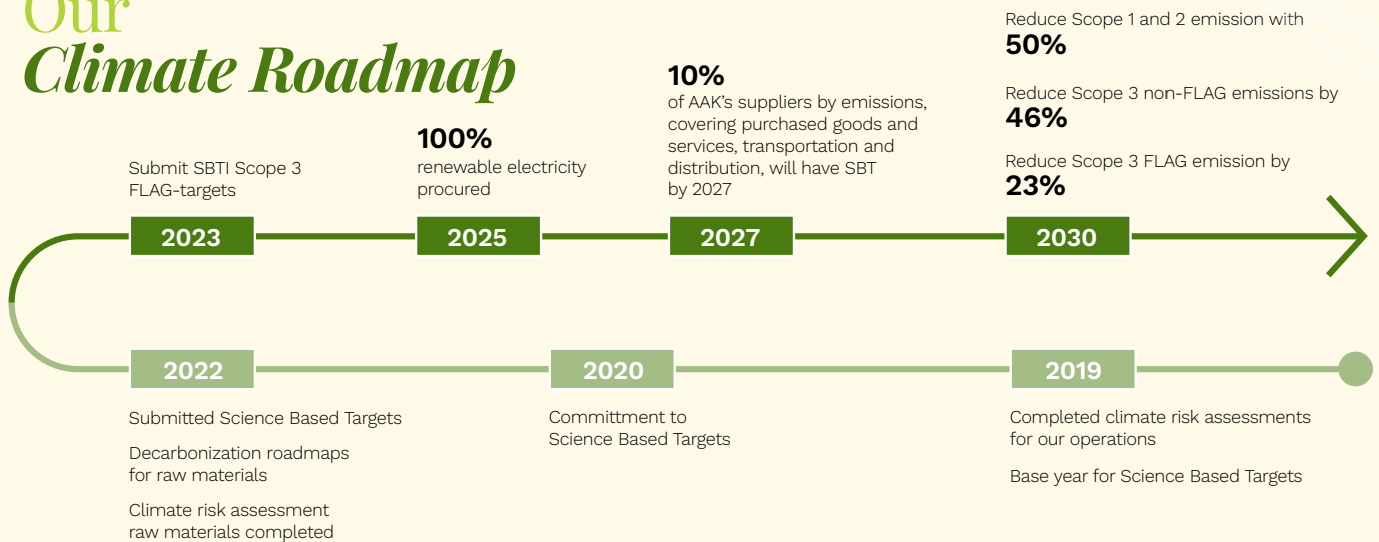 Our
Climate Roadmap
Submit SBTI Scope 3
FLAG-targets
2023
100%
renewable electricity
procured
2025
10%
of AAK's suppliers by emissions,
covering purchased goods and
services, transportation and
distribution, will have SBT
by 2027
2027
Reduce Scope 1 and 2 emission with
50%
Reduce Scope 3 non-FLAG emissions by
46%
Reduce Scope 3 FLAG emission by
23%
2030
2022
Submitted Science Based Targets
Decarbonization roadmaps
for raw materials
Climate risk assessment
raw materials completed
2020
Committment to
Science Based Targets
2019
Completed climate risk assessments
for our operations
Base year for Science Based Targets